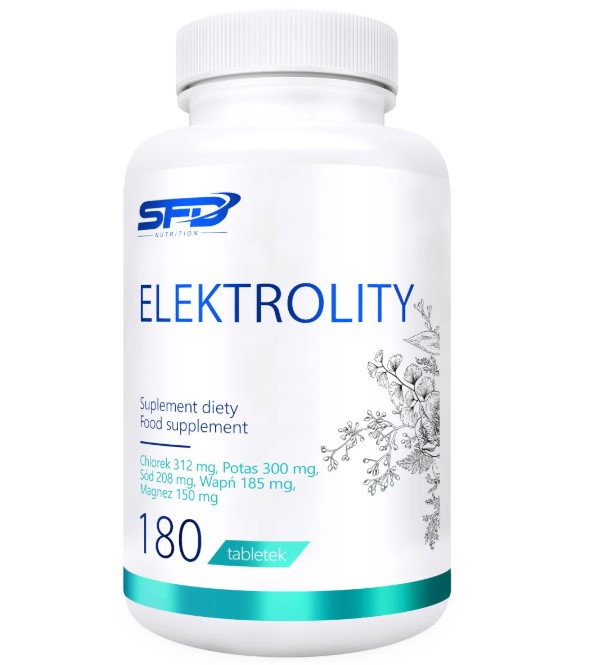 SFD
NUTRITION
ELEKTROLITY
Suplement diety
Food supplement
Chlorek 312 mg, Potas 300 mg,
Sód 208 mg, Wapń 185 mg,
Magnez 150 mg
180 tabletek